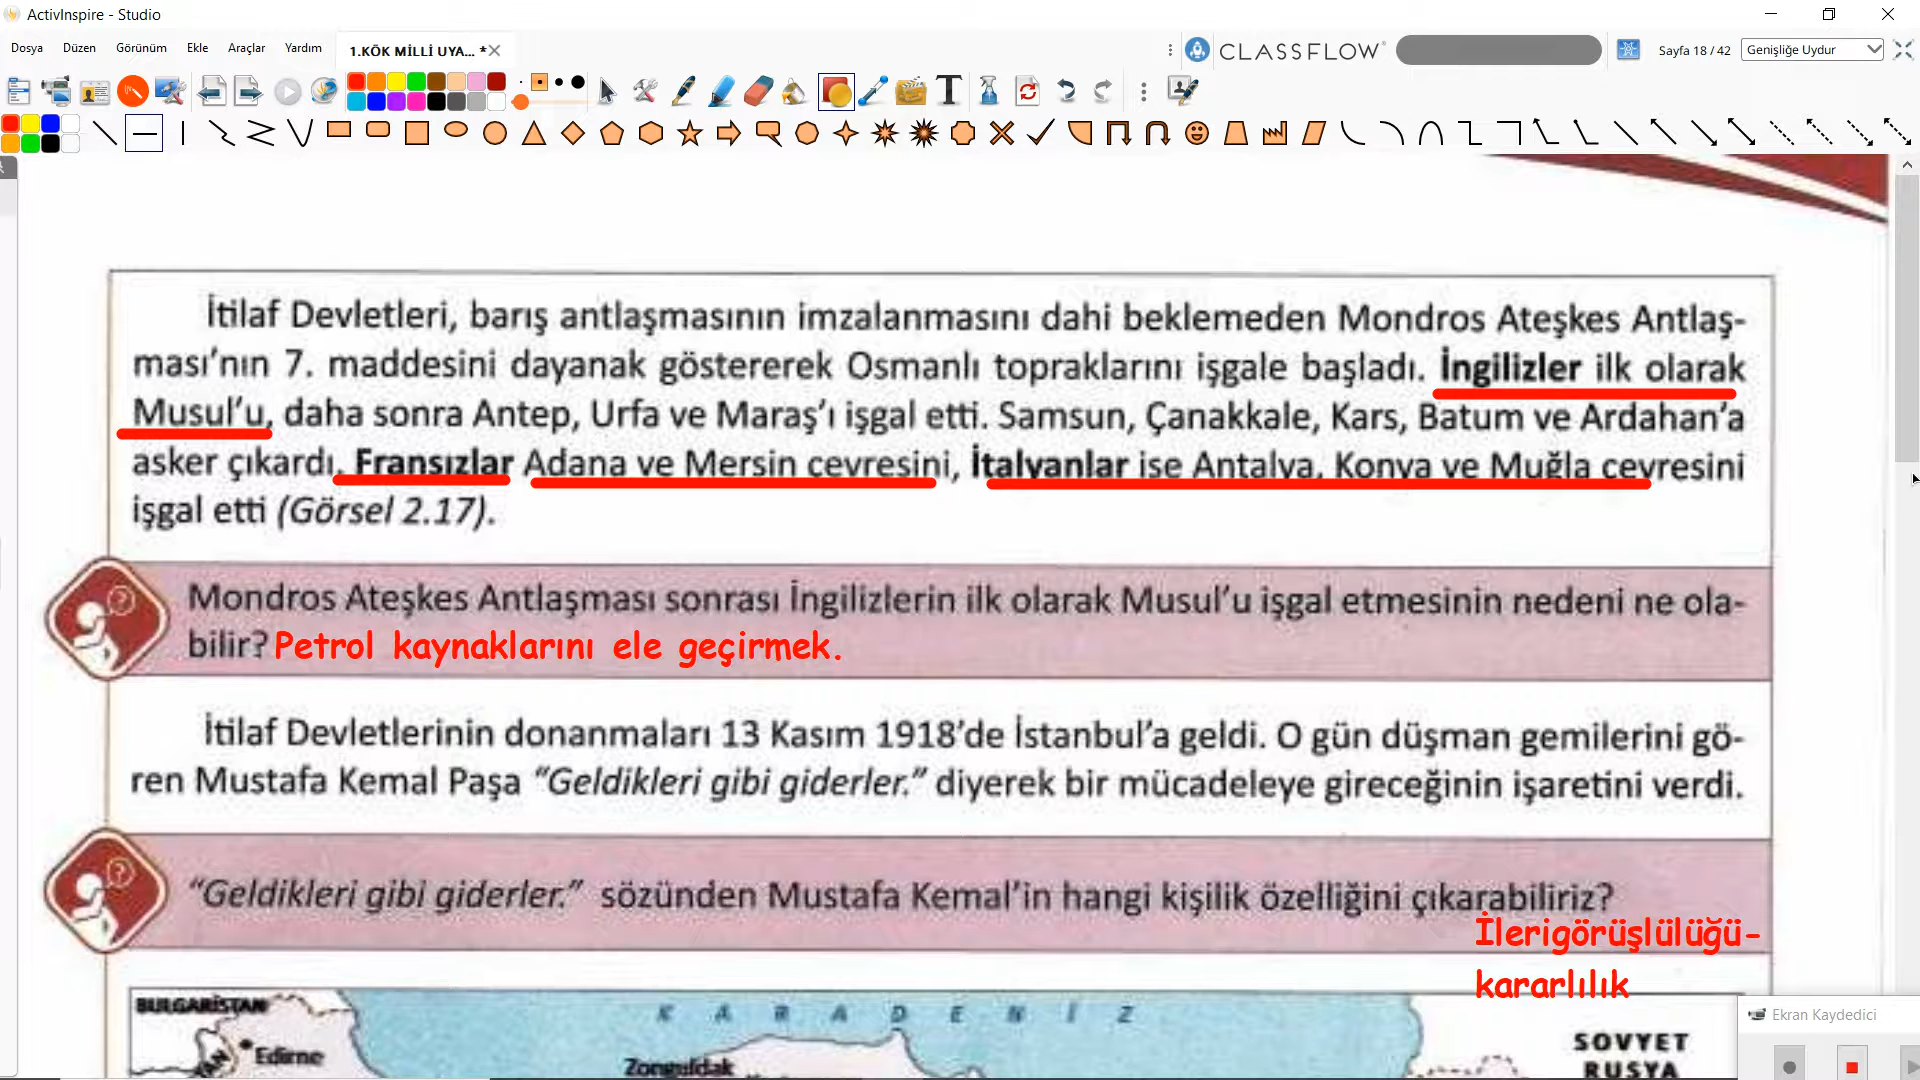 ActivInspire - Studio
Dosya Düzen Görünüm Ekle Araçlar Yardım
1.KÖK MİLLİ UYA... *
CLASSFLOW
Sayfa 18 / 42
Genişliğe Uydur
İtilaf Devletleri, barış antlaşmasının imzalanmasını dahi beklemeden Mondros Ateşkes Antlaş-
ması’nın 7. maddesini dayanak göstererek Osmanlı topraklarını işgale başladı. İngilizler ilk olarak
Musul’u, daha sonra Antep, Urfa ve Maraş’ı işgal etti. Samsun, Çanakkale, Kars, Batum ve Ardahan’a
asker çıkardı. Fransızlar Adana ve Mersin çevresini, İtalyanlar ise Antalya, Konya ve Muğla çevresini
işgal etti (Görsel 2.17).
Mondros Ateşkes Antlaşması sonrası İngilizlerin ilk olarak Musul’u işgal etmesinin nedeni ne ola-
bilir? Petrol kaynaklarını ele geçirmek.
İtilaf Devletlerinin donanmaları 13 Kasım 1918’de İstanbul’a geldi. O gün düşman gemilerini gö-
ren Mustafa Kemal Paşa “Geldikleri gibi giderler.” diyerek bir mücadeleye gireceğinin işaretini verdi.
“Geldikleri gibi giderler.” sözünden Mustafa Kemal’in hangi kişilik özelliğini çıkarabiliriz?
İlerigörüşlülüğü-
kararlılık
BULGARİSTAN
KARADENİZ
Edirne
Zonguldak
SOVYET
RUSYA
Ekran Kaydedici